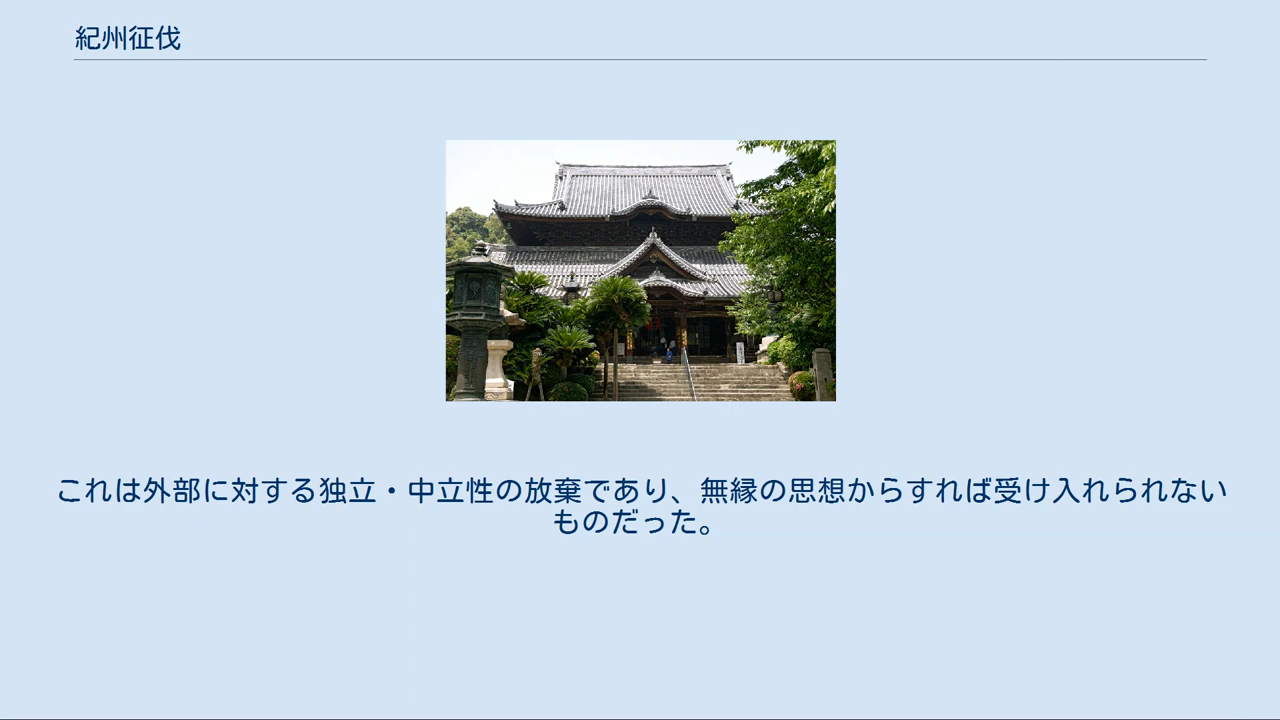 紀州征伐
これは外部に対する独立・中立性の放棄であり、無縁の思想からすれば受け入れられない
ものだった。